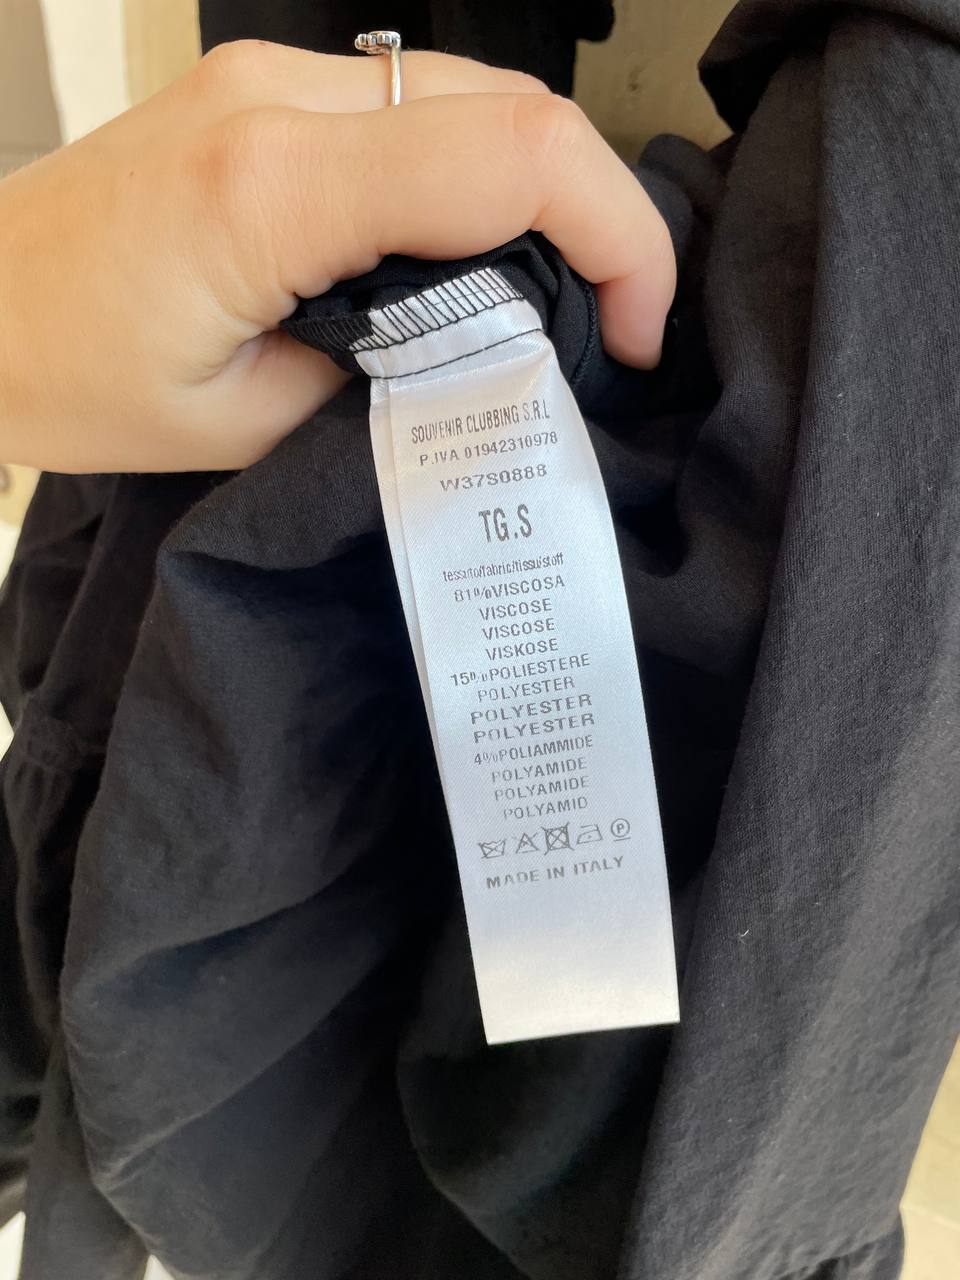 SOUVENIR CLUBBING S.R.L
P.IVA 01942310978
W37S0888
TG.S
tessuto/fabric/tissu/stoff
81%VISCOSA
VISCOSE
VISCOSE
VISKOSE
15%POLIESTERE
POLYESTER
POLYESTER
POLYESTER
4%POLIAMMIDE
POLYAMIDE
POLYAMIDE
POLYAMID
P
MADE IN ITALY